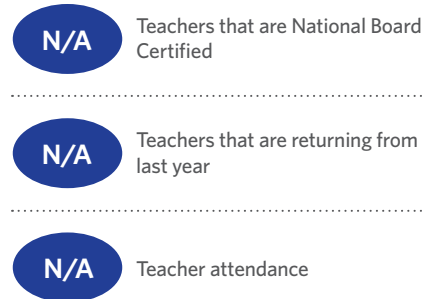 N/A
Teachers that are National Board
Certified
N/A
Teachers that are returning from
last year
N/A
Teacher attendance